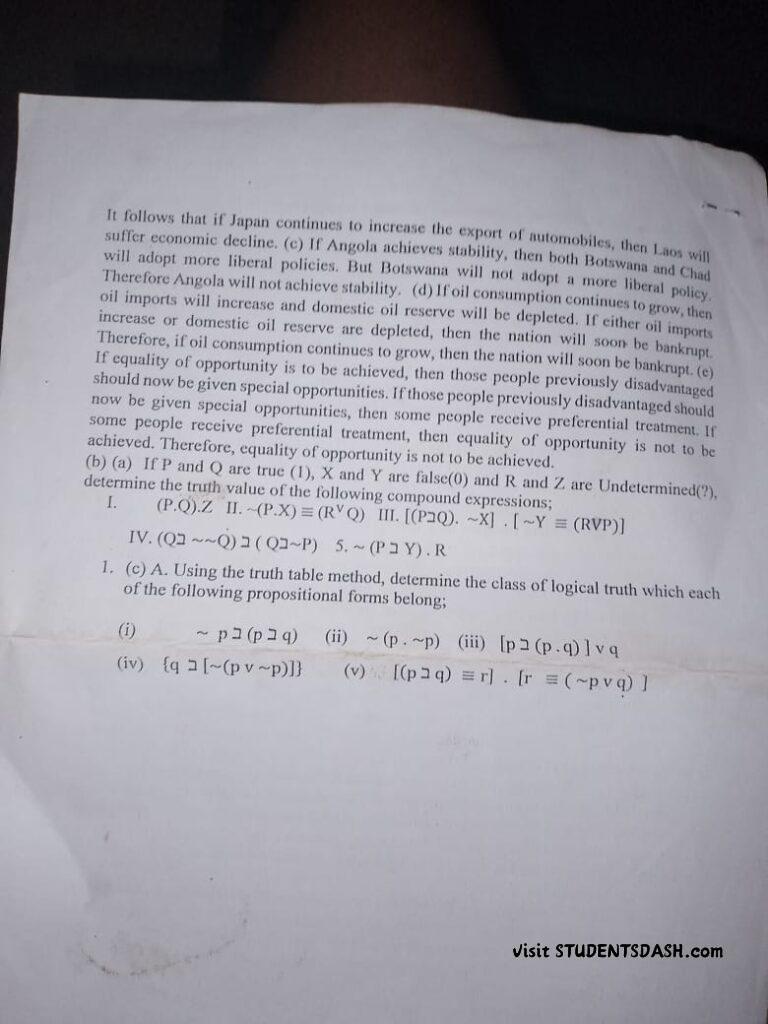 It follows that if Japan continues to increase the export of automobiles, then Laos will
suffer economic decline. (c) If Angola achieves stability, then both Botswana and Chad
will adopt more liberal policies. But Botswana will not adopt a more liberal policy.
Therefore Angola will not achieve stability. (d) If oil consumption continues to grow, then
oil imports will increase and domestic oil reserve will be depleted. If either oil imports
increase or domestic oil reserve are depleted, then the nation will soon be bankrupt.
Therefore, if oil consumption continues to grow, then the nation will soon be bankrupt. (e)
If equality of opportunity is to be achieved, then those people previously disadvantaged
should now be given special opportunities. If those people previously disadvantaged should
now be given special opportunities, then some people receive preferential treatment. If
some people receive preferential treatment, then equality of opportunity is not to be
achieved. Therefore, equality of opportunity is not to be achieved.
(b) (a) If P and Q are true (1), X and Y are false(0) and R and Z are Undetermined(?),
determine the truth value of the following compound expressions;
I. (P.Q).Z II. ~(P.X) ≡ (R ᵛ Q) III. [(P⊐Q). ~X] . [ ~Y ≡ (R∨P)]
IV. (Q⊐ ~~Q) ⊐ ( Q⊐~P) 5. ~ (P ⊐ Y) . R
1. (c) A. Using the truth table method, determine the class of logical truth which each
of the following propositional forms belong;
(i) ~ p ⊐ (p ⊐ q) (ii) ~ (p . ~p) (iii) [p ⊐ (p .q) ] v q
(iv) {q ⊐ [~(p v ~p)]} (v) [(p ⊐ q) ≡ r] . [r ≡ ( ~p v q) ]
Visit STUDENTSDASH.com